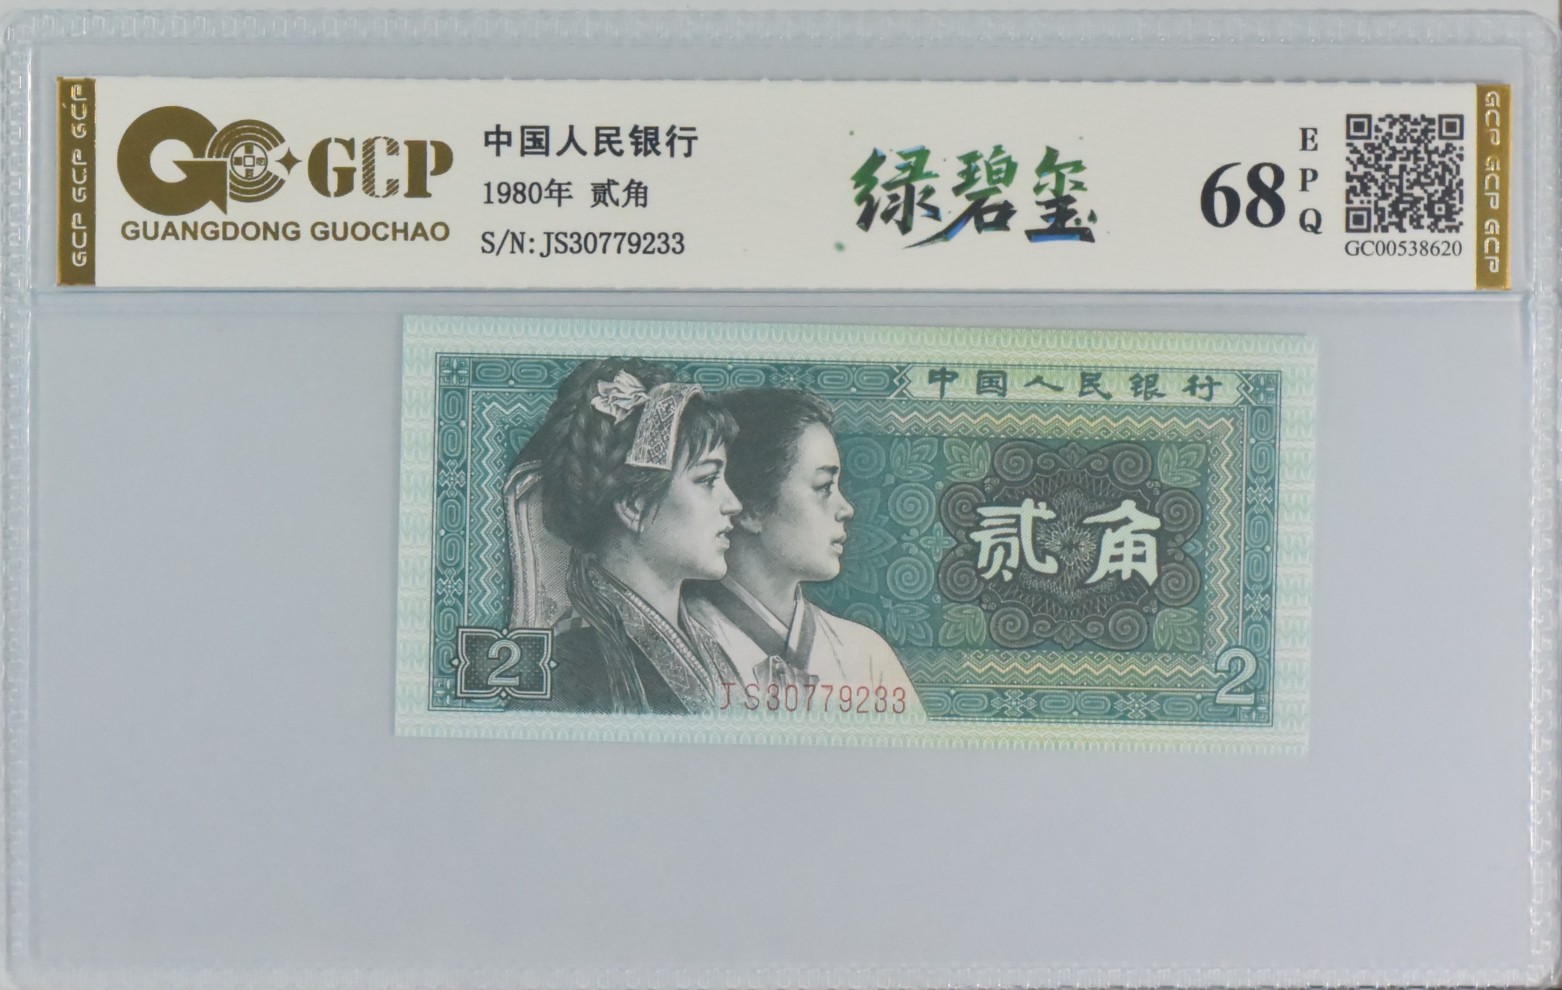 GCP GCP GCP
GCP
GUANGDONG GUOCHAO
中国人民银行
1980年 贰角
S/N:JS30779233
绿碧玺
68
EPQ
GC00538620
GCP GCP GCP
中国人民银行
贰角
2
JS30779233
2